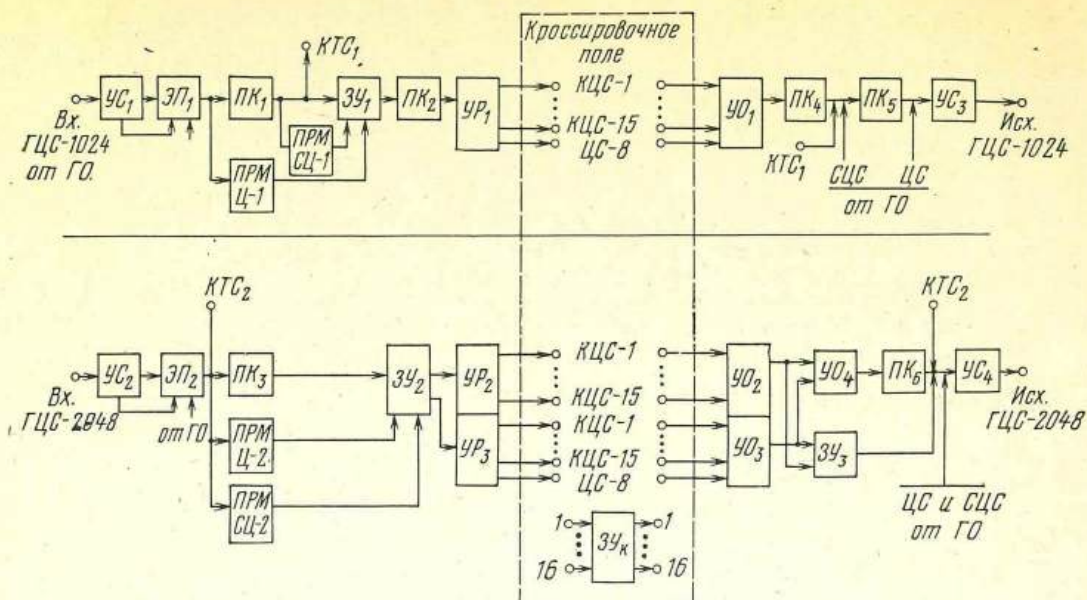 Кроссировочное
поле
КТС₁
УС₁
ЭП₁
ПК₁
ЗУ₁
ПК₂
УР₁
КЦС-1
КЦС-15
ЦС-8
УО₁
ПК₄
ПК₅
УС₃
Вх.
ГЦС-1024
от ГО.
ПРМ
СЦ-1
ПРМ
Ц-1
КТС₁
СЦС
ЦС
от ГО
Исх.
ГЦС-1024
КТС₂
КТС₂
УС₂
ЭП₂
ПК₃
ЗУ₂
УР₂
УР₃
КЦС-1
КЦС-15
КЦС-1
КЦС-15
ЦС-8
УО₂
УО₃
УО₄
ПК₆
УС₄
ЗУ₃
Вх.
ГЦС-2048
от ГО
ПРМ
Ц-2
ПРМ
СЦ-2
Исх.
ГЦС-2048
ЦС и СЦС
от ГО
1
ЗУк
1
16
16